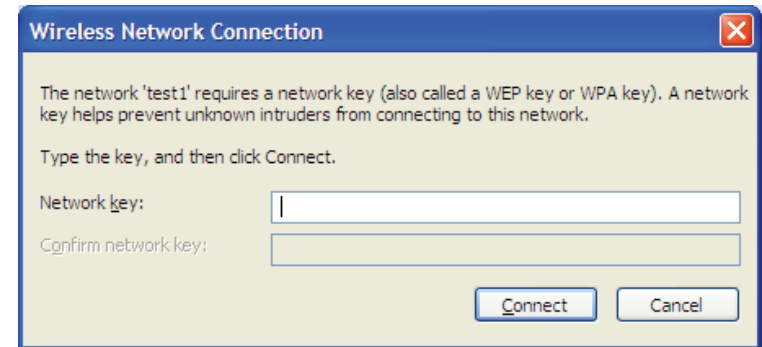 Wireless Network Connection
The network 'test1' requires a network key (also called a WEP key or WPA key). A network
key helps prevent unknown intruders from connecting to this network.
Type the key, and then click Connect.
Network key:
Confirm network key:
Connect Cancel